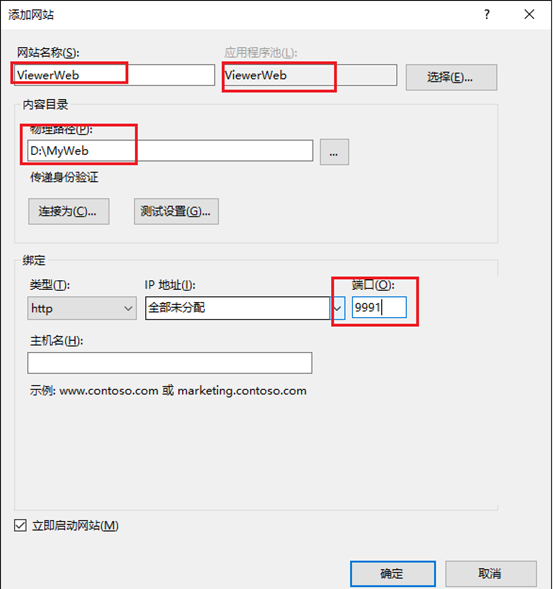 添加网站
? ×
网站名称(S): 应用程序池(L):
ViewerWeb ViewerWeb 选择(E)...
内容目录
物理路径(P):
D:\MyWeb ...
传递身份验证
连接为(C)... 测试设置(G)...
绑定
类型(T): IP 地址(I): 端口(O):
http 全部未分配 9991
主机名(H):
示例: www.contoso.com 或 marketing.contoso.com
立即启动网站(M)
确定 取消